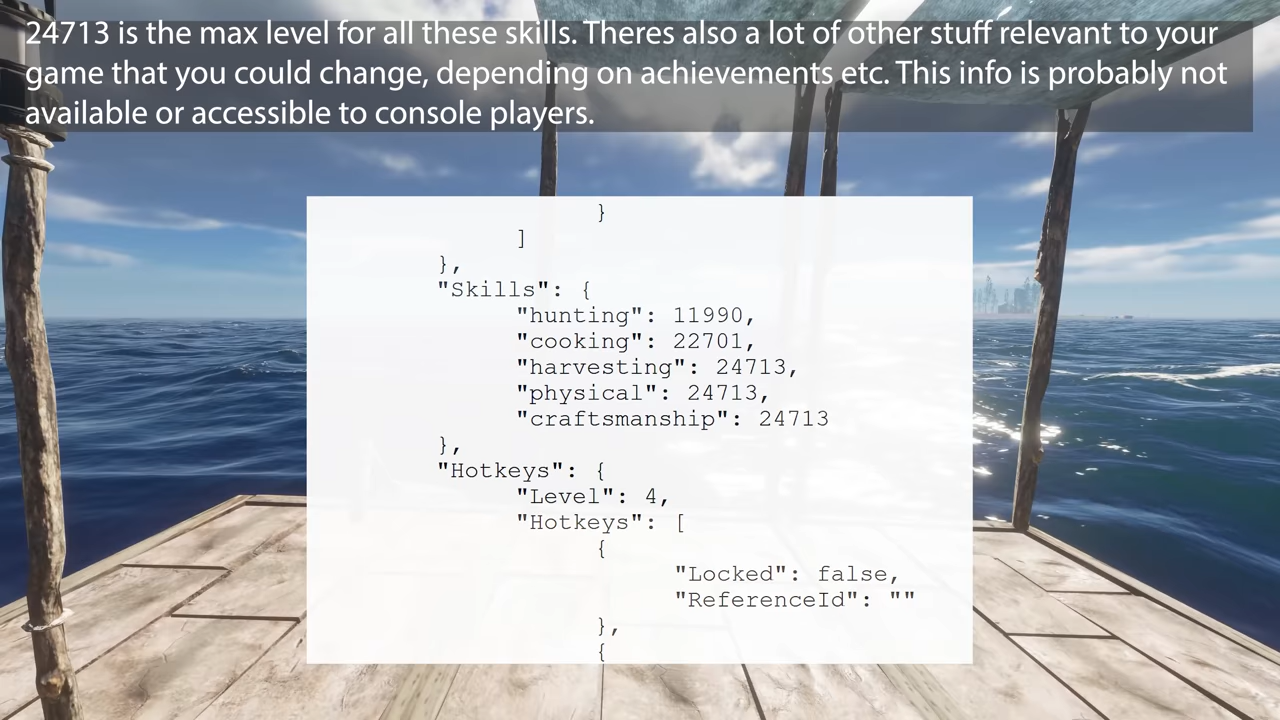 24713 is the max level for all these skills. Theres also a lot of other stuff relevant to your
game that you could change, depending on achievements etc. This info is probably not
available or accessible to console players.
}
]
},
"Skills": {
"hunting": 11990,
"cooking": 22701,
"harvesting": 24713,
"physical": 24713,
"craftsmanship": 24713
},
"Hotkeys": {
"Level": 4,
"Hotkeys": [
{
"Locked": false,
"ReferenceId": ""
},
{